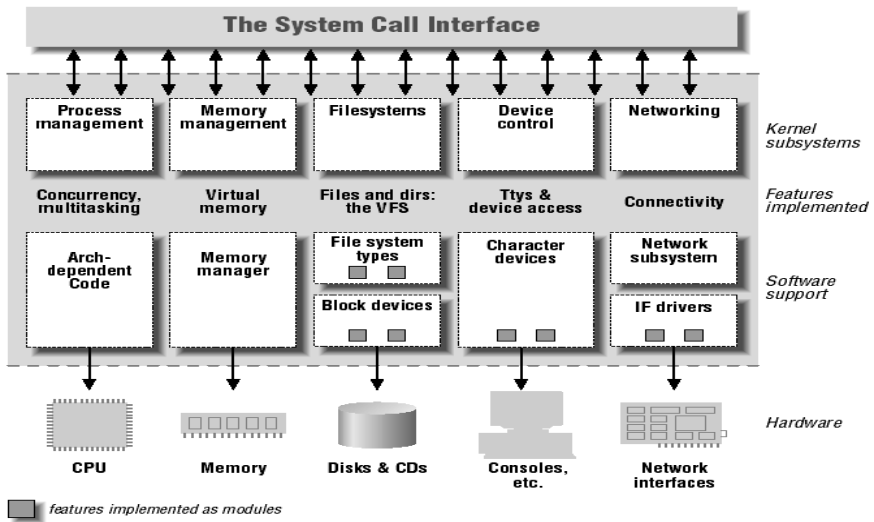 The System Call Interface
Process
management
Memory
management
Filesystems
Device
control
Networking
Kernel
subsystems
Concurrency,
multitasking
Virtual
memory
Files and dirs:
the VFS
Ttys &
device access
Connectivity
Features
implemented
Arch-
dependent
Code
Memory
manager
File system
types
Block devices
Character
devices
Network
subsystem
IF drivers
Software
support
CPU
Memory
Disks & CDs
Consoles,
etc.
Network
interfaces
Hardware
features implemented as modules